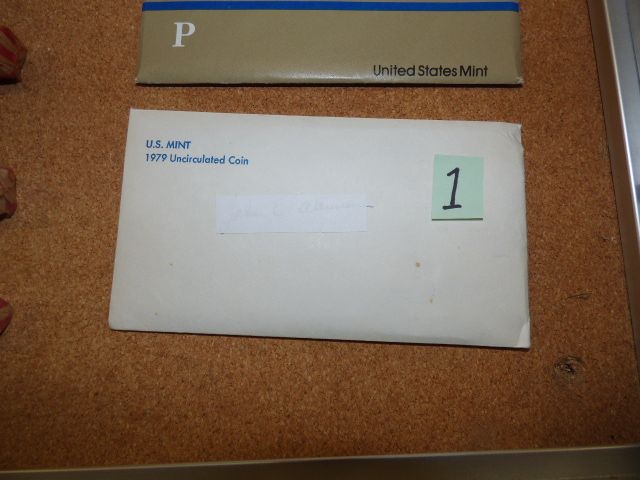 P
United States Mint
U.S. MINT
1979 Uncirculated Coin
1